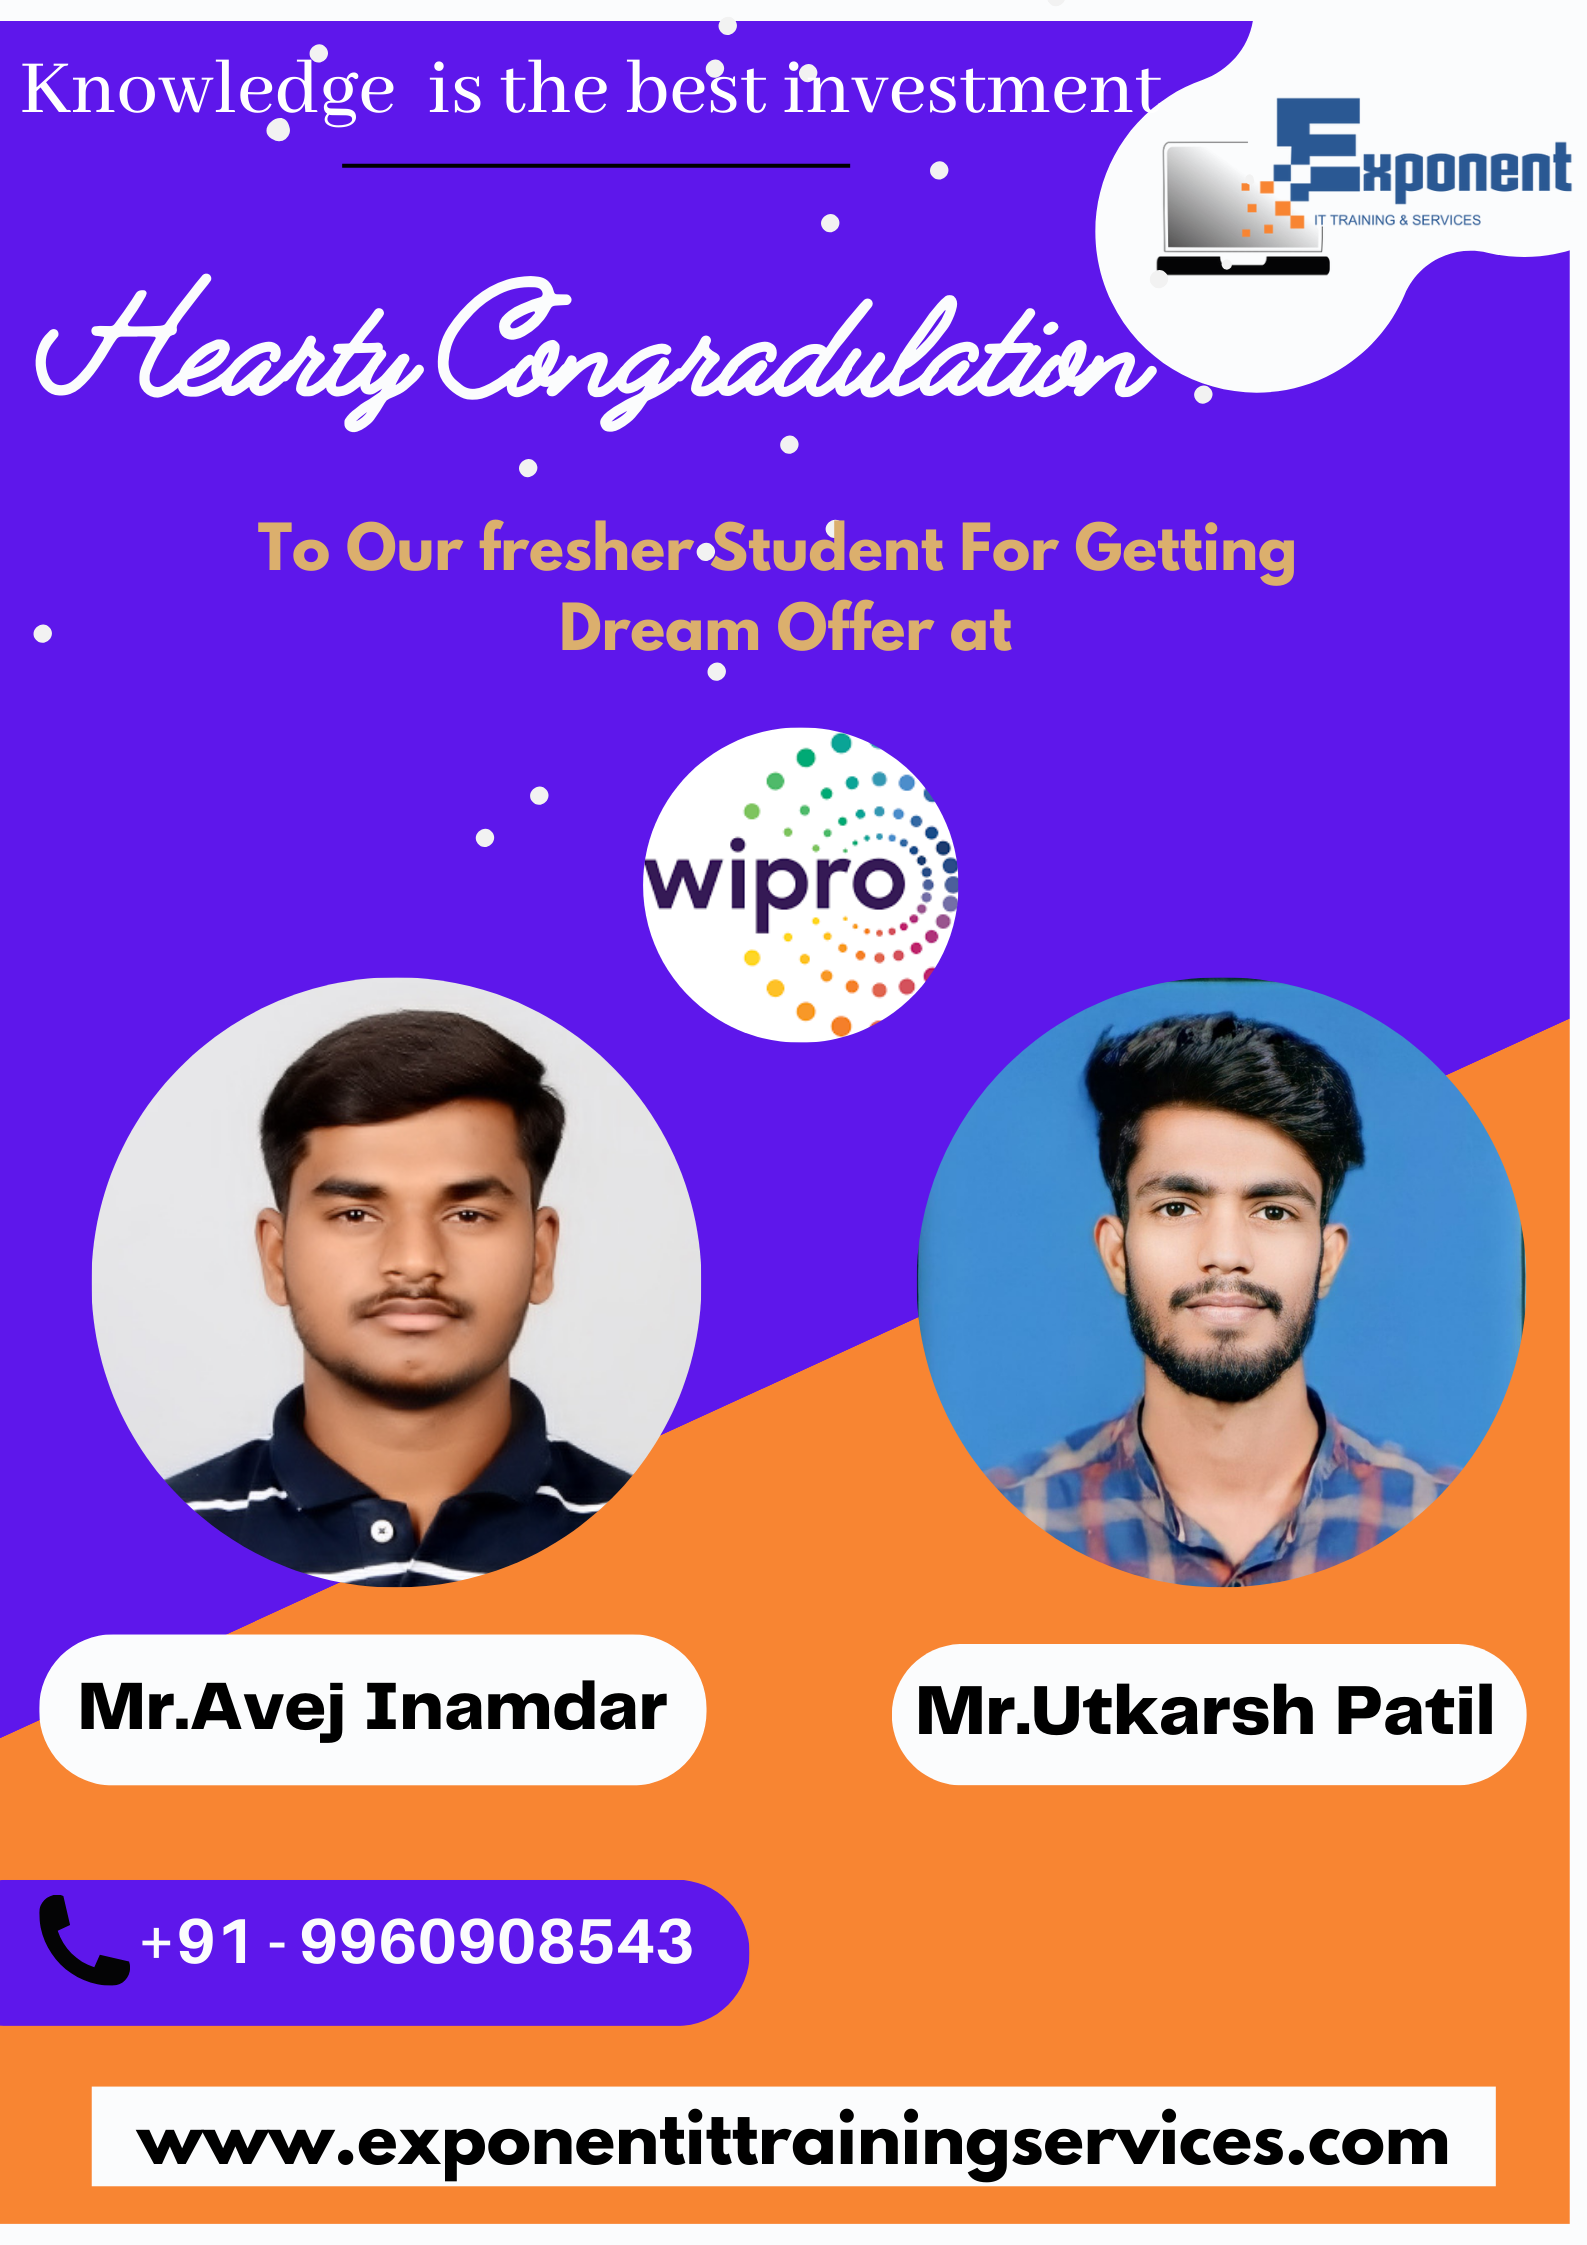 Knowledge is the best investment
Exponent
IT TRAINING & SERVICES
Hearty Congradulation
To Our fresher Student For Getting
Dream Offer at
wipro
Mr.Avej Inamdar
Mr.Utkarsh Patil
+91 - 9960908543
www.exponentittrainingservices.com